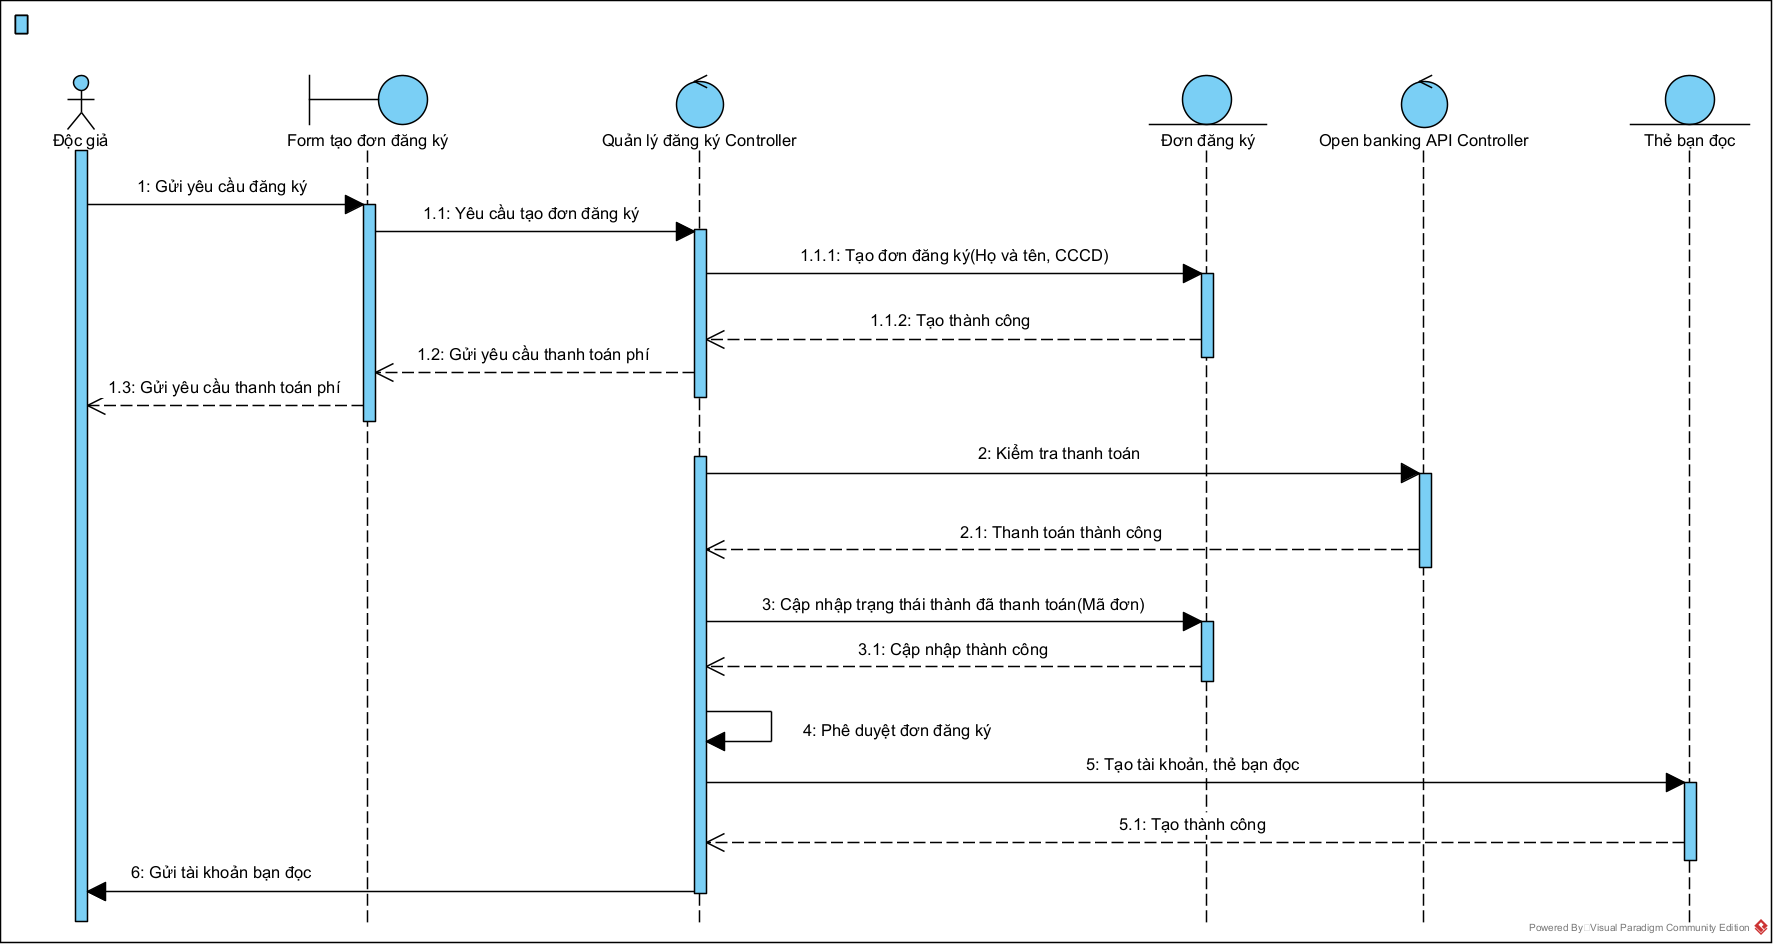 Độc giả
Form tạo đơn đăng ký
Quản lý đăng ký Controller
Đơn đăng ký
Open banking API Controller
Thẻ bạn đọc
1: Gửi yêu cầu đăng ký
1.1: Yêu cầu tạo đơn đăng ký
1.1.1: Tạo đơn đăng ký(Họ và tên, CCCD)
1.1.2: Tạo thành công
1.2: Gửi yêu cầu thanh toán phí
1.3: Gửi yêu cầu thanh toán phí
2: Kiểm tra thanh toán
2.1: Thanh toán thành công
3: Cập nhập trạng thái thành đã thanh toán(Mã đơn)
3.1: Cập nhập thành công
4: Phê duyệt đơn đăng ký
5: Tạo tài khoản, thẻ bạn đọc
5.1: Tạo thành công
6: Gửi tài khoản bạn đọc
Powered By Visual Paradigm Community Edition